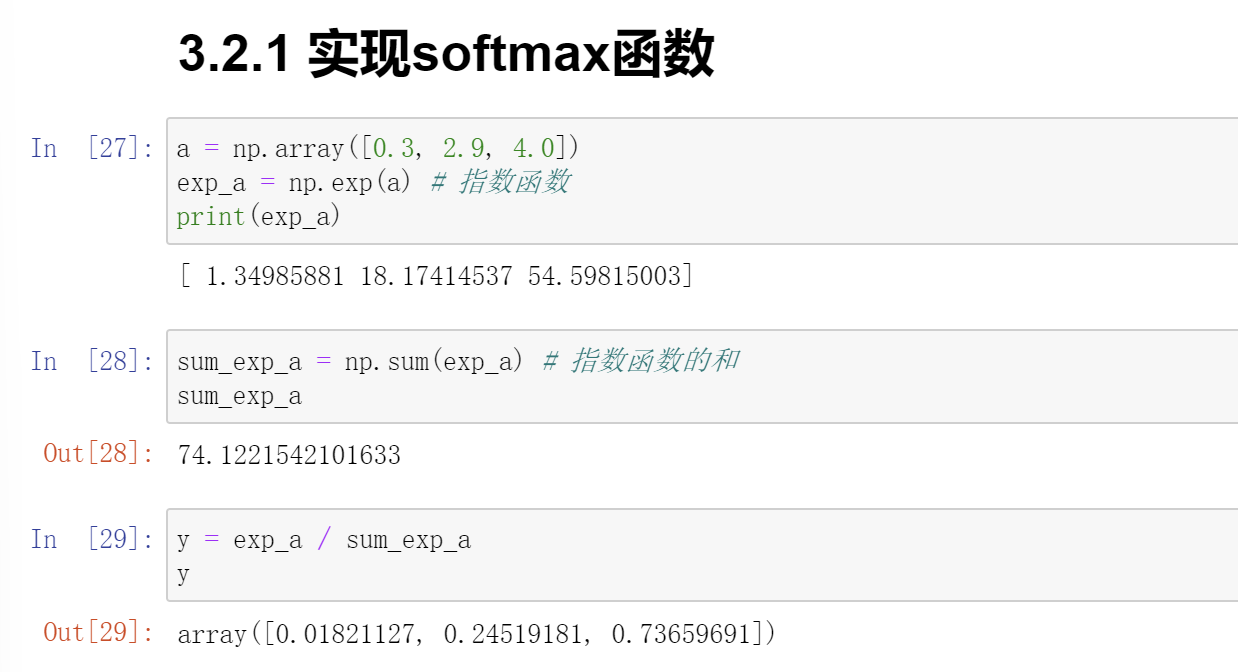 3.2.1 实现softmax函数
In [27]: a = np.array([0.3, 2.9, 4.0])
exp_a = np.exp(a) # 指数函数
print(exp_a)
[ 1.34985881 18.17414537 54.59815003]
In [28]: sum_exp_a = np.sum(exp_a) # 指数函数的和
sum_exp_a
Out[28]: 74.1221542101633
In [29]: y = exp_a / sum_exp_a
y
Out[29]: array([0.01821127, 0.24519181, 0.73659691])